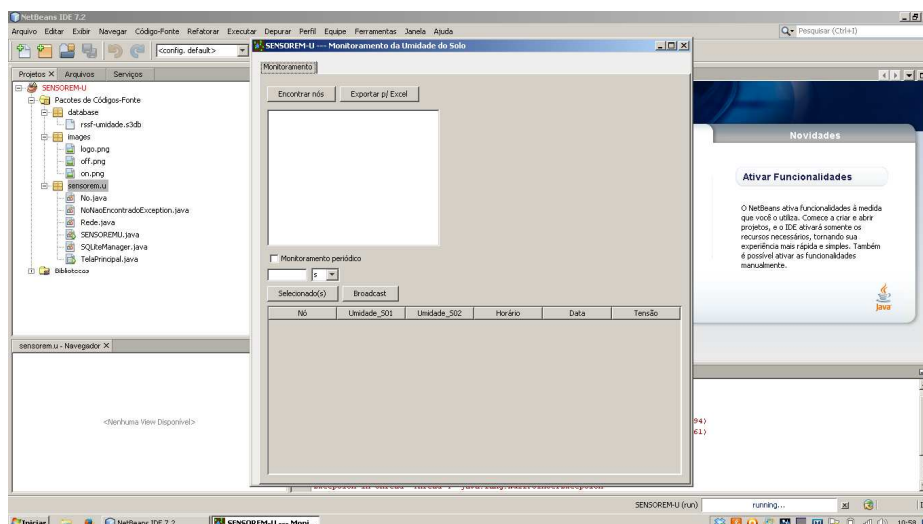 NetBeans IDE 7.2
Arquivo Editar Exibir Navegar Código-Fonte Refatorar Executar Depurar Perfil Equipe Ferramentas Janela Ajuda
Pesquisar (Ctrl+I)
<config. default>
SENSOREM-U --- Monitoramento da Umidade do Solo
Monitoramento
Encontrar nós Exportar p/ Excel
Monitoramento periódico
s
Selecionado(s) Broadcast
Nó Umidade_S01 Umidade_S02 Horário Data Tensão
Projetos X Arquivos Serviços
SENSOREM-U
Pacotes de Códigos-Fonte
database
rssf-umidade.s3db
images
logo.png
off.png
on.png
sensorem.u
No.java
NoNaoEncontradoException.java
Rede.java
SENSOREMU.java
SQLiteManager.java
TelaPrincipal.java
Bibliotecas
sensorem.u - Navegador X
<Nenhuma View Disponível>
Novidades
Ativar Funcionalidades
O NetBeans ativa funcionalidades à medida
que você o utiliza. Comece a criar e abrir
projetos, e o IDE ativará somente os
recursos necessários, tornando sua
experiência mais rápida e simples. Também
é possível ativar as funcionalidades
manualmente.
Java
94)
61)
SENSOREM-U (run) running...
Iniciar NetBeans IDE 7.2 SENSOREM-U --- Moni... 10:58